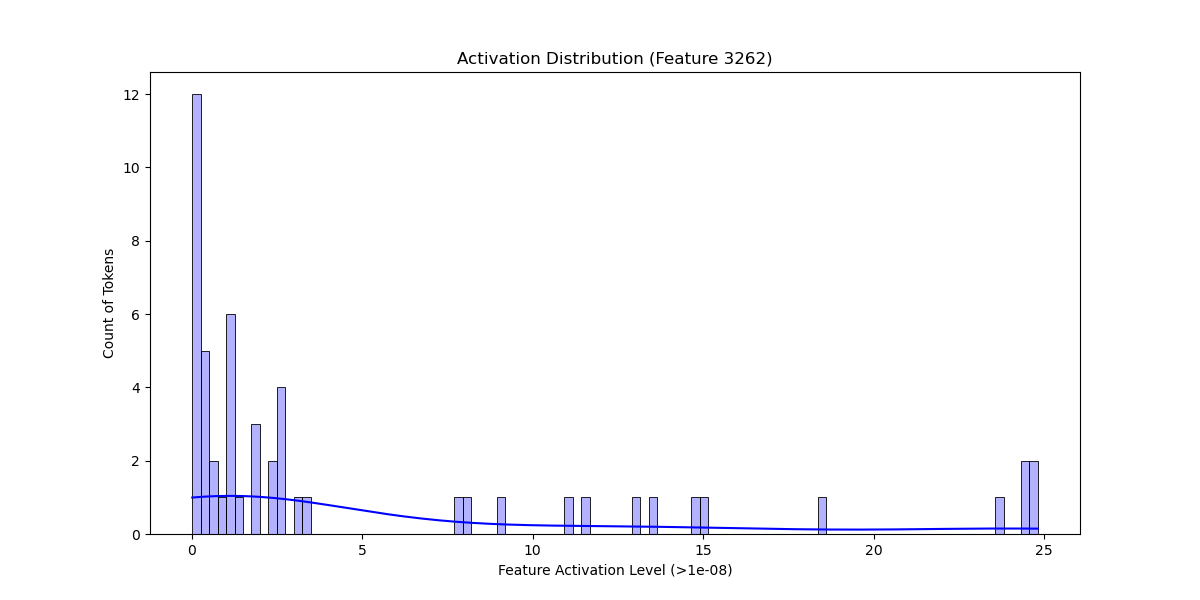 Activation Distribution (Feature 3262)
12
10
8
6
4
2
0
Count of Tokens
0 5 10 15 20 25
Feature Activation Level (>1e-08)